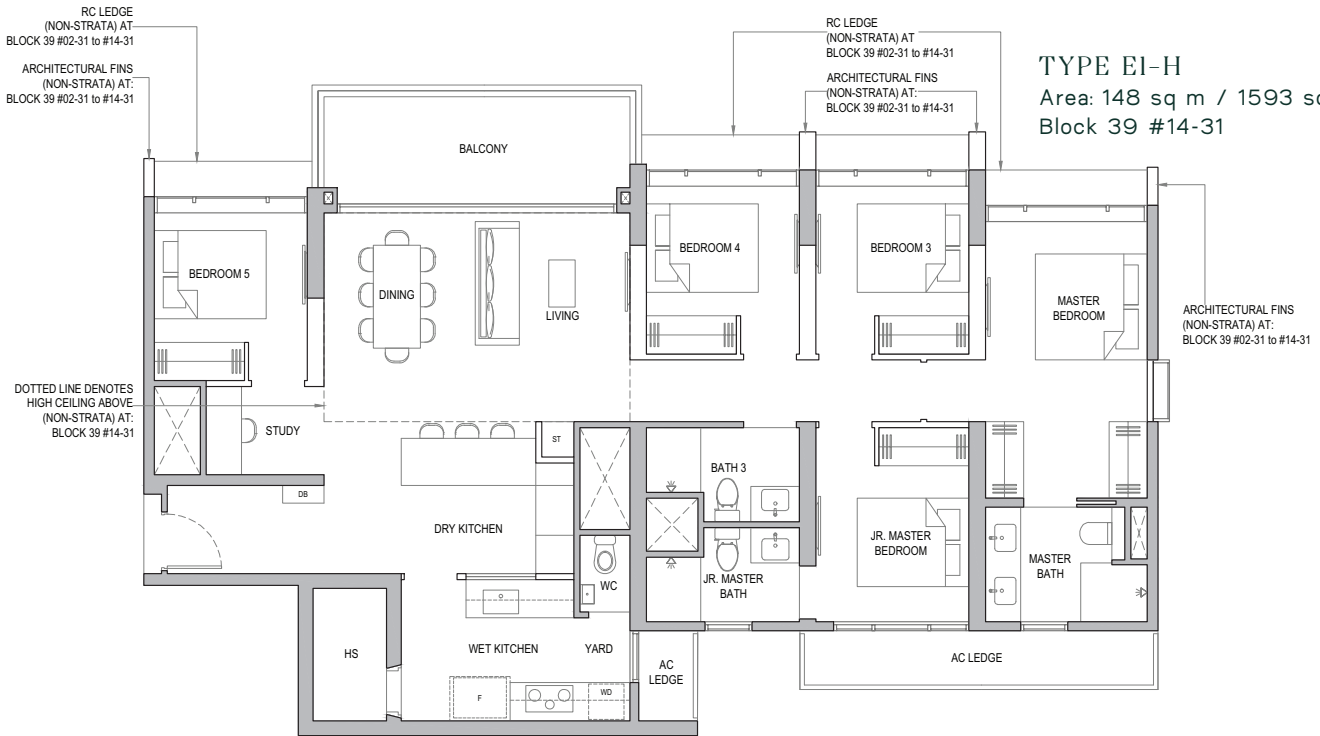 RC LEDGE
(NON-STRATA) AT
BLOCK 39 #02-31 to #14-31
ARCHITECTURAL FINS
(NON-STRATA) AT:
BLOCK 39 #02-31 to #14-31
RC LEDGE
(NON-STRATA) AT
BLOCK 39 #02-31 to #14-31
ARCHITECTURAL FINS
(NON-STRATA) AT:
BLOCK 39 #02-31 to #14-31
TYPE E1-H
Area: 148 sq m / 1593 sq
Block 39 #14-31
BALCONY
BEDROOM 5
DINING
LIVING
BEDROOM 4
BEDROOM 3
MASTER
BEDROOM
ARCHITECTURAL FINS
(NON-STRATA) AT:
BLOCK 39 #02-31 to #14-31
DOTTED LINE DENOTES
HIGH CEILING ABOVE
(NON-STRATA) AT:
BLOCK 39 #14-31
STUDY
ST
DB
BATH 3
DRY KITCHEN
JR. MASTER
BEDROOM
WC
JR. MASTER
BATH
MASTER
BATH
HS
WET KITCHEN
YARD
AC
LEDGE
AC LEDGE
F
WD